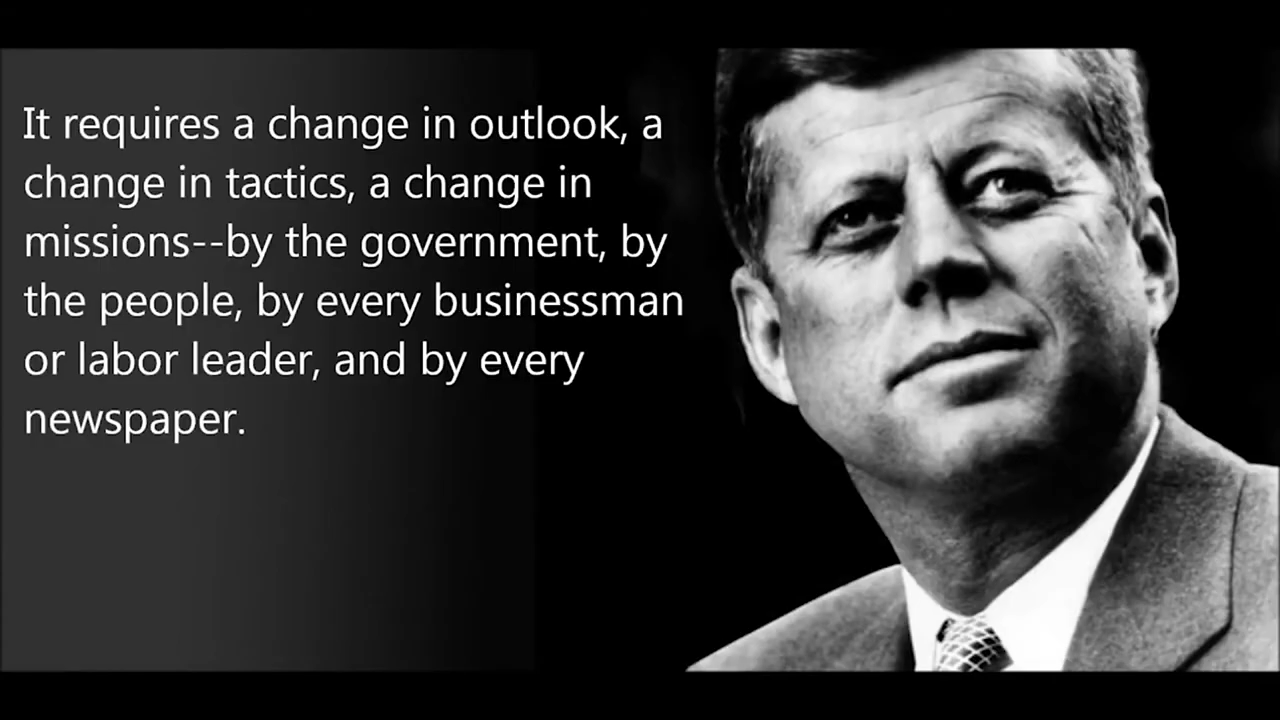 It requires a change in outlook, a
change in tactics, a change in
missions--by the government, by
the people, by every businessman
or labor leader, and by every
newspaper.